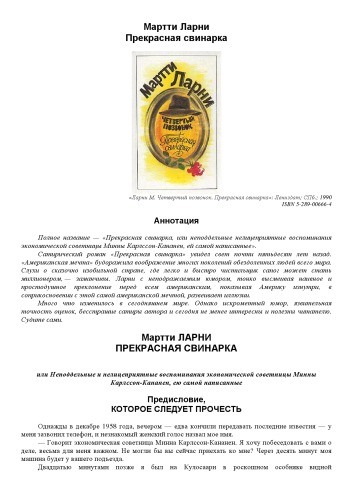 Мартти Ларни
Прекрасная свинарка
Мартти
Ларни
ЧЕТВЕРТЫЙ
ПОЗВОНОК
Прекрасная
свинарка
«Ларни М. Четвертый позвонок. Прекрасная свинарка»: Лениздат; СПб.; 1990
ISBN 5-289-00666-4
Аннотация
Полное название — «Прекрасная свинарка, или неподдельные нелицеприятные воспоминания
экономической советницы Минны Карлссон-Кананен, ей самой написанные».
Сатирический роман «Прекрасная свинарка» увидел свет почти пятьдесят лет назад.
«Американская мечта» будоражила воображение многих поколений обездоленных людей всего мира.
Слухи о сказочно изобильной стране, где легко и быстро чистильщик сапог может стать
миллионером, — заманчивы. Ларни с неподражаемым юмором, тонко высмеивая наивное и
простодушное преклонение перед всем американским, показывая Америку изнутри, в
соприкосновении с этой самой американской мечтой, развенчивает иллюзии.
Много что изменилось в сегодняшнем мире. Однако искрометный юмор, язвительная
точность оценок, бесстрашие сатиры автора и сегодня не менее интересны и полезны читателю.
Судите сами.
Мартти ЛАРНИ
ПРЕКРАСНАЯ СВИНАРКА
или Неподдельные и нелицеприятные воспоминания экономической советницы Минны
Карлссон-Кананен, ею самой написанные
Предисловие,
КОТОРОЕ СЛЕДУЕТ ПРОЧЕСТЬ
Однажды в декабре 1958 года, вечером — едва кончили передавать последние известия — у
меня зазвонил телефон, и незнакомый женский голос назвал мое имя.
— Говорит экономическая советница Минна Карлссон-Кананен. Я хочу побеседовать с вами о
деле, весьма для меня важном. Не могли бы вы сейчас приехать ко мне? Через десять минут моя
машина будет у вашего подъезда.
Двадцатью минутами позже я был на Кулосаари в роскошном особняке видной